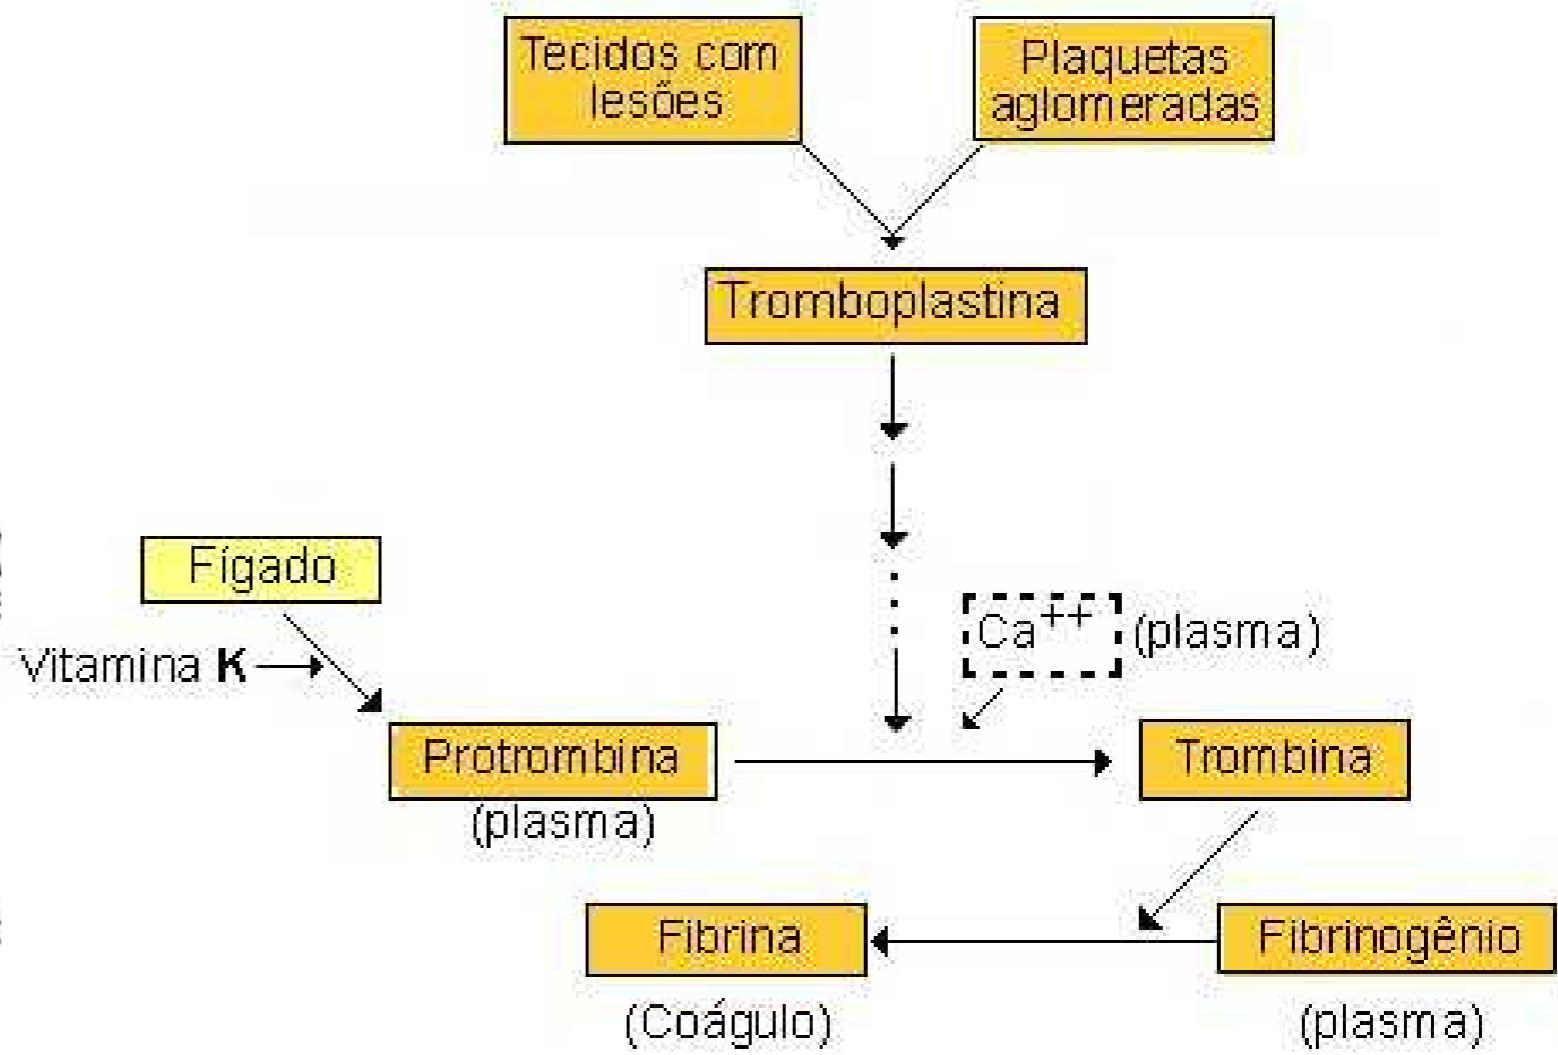 Tecidos com
lesões
Plaquetas
aglomeradas
Tromboplastina
Fígado
Ca++ (plasma)
Vitamina K
Protrombina
(plasma)
Trombina
Fibrina
(Coágulo)
Fibrinogênio
(plasma)